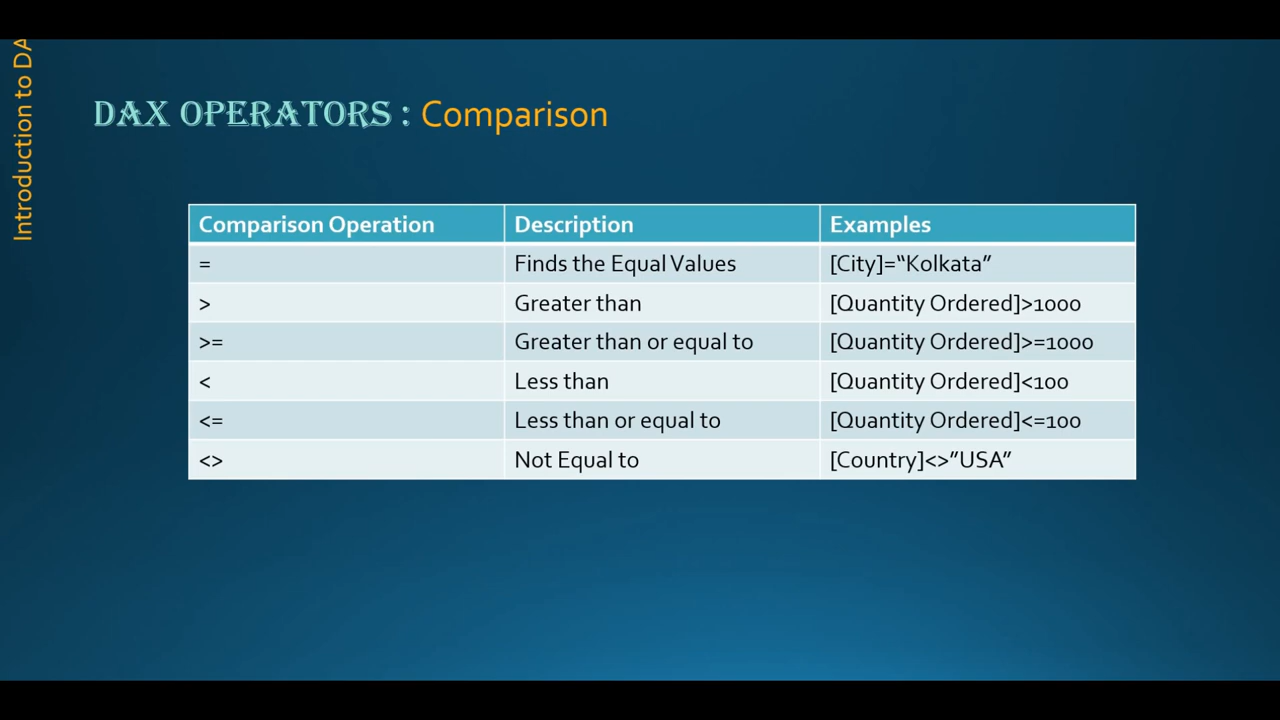 Introduction to DA
DAX OPERATORS : Comparison
Comparison Operation Description Examples
= Finds the Equal Values [City]=“Kolkata”
> Greater than [Quantity Ordered]>1000
>= Greater than or equal to [Quantity Ordered]>=1000
< Less than [Quantity Ordered]<100
<= Less than or equal to [Quantity Ordered]<=100
<> Not Equal to [Country]<>”USA”